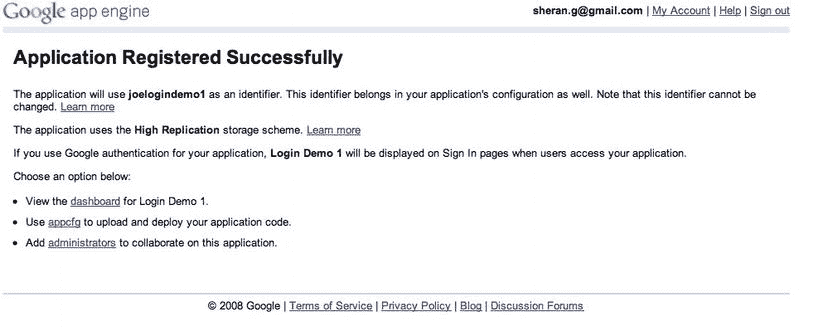 Google app engine
sheran.g@gmail.com | My Account | Help | Sign out
Application Registered Successfully
The application will use joelogindemo1 as an identifier. This identifier belongs in your application's configuration as well. Note that this identifier cannot be
changed. Learn more
The application uses the High Replication storage scheme. Learn more
If you use Google authentication for your application, Login Demo 1 will be displayed on Sign In pages when users access your application.
Choose an option below:
• View the dashboard for Login Demo 1.
• Use appcfg to upload and deploy your application code.
• Add administrators to collaborate on this application.
© 2008 Google | Terms of Service | Privacy Policy | Blog | Discussion Forums